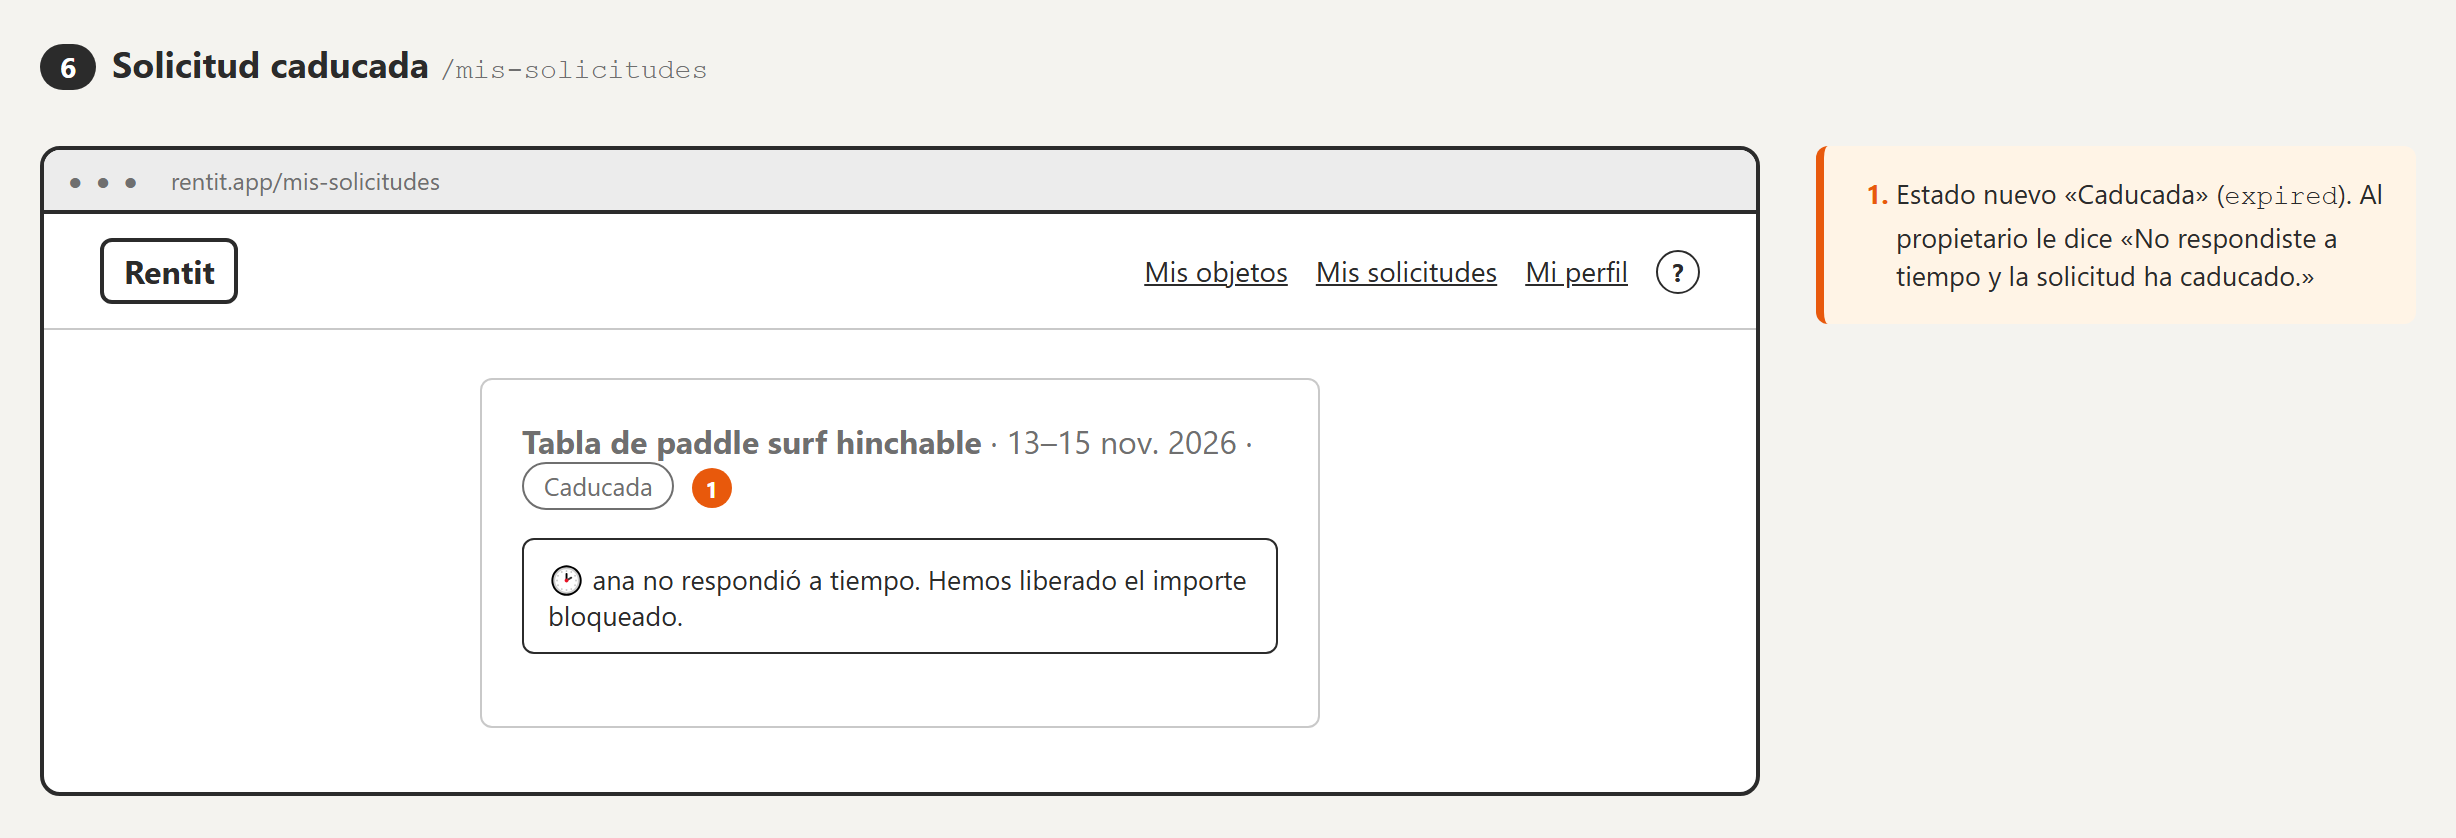 6 Solicitud caducada /mis-solicitudes
rentit.app/mis-solicitudes
Rentit
Mis objetos Mis solicitudes Mi perfil ?
Tabla de paddle surf hinchable · 13–15 nov. 2026 ·
Caducada 1
ana no respondió a tiempo. Hemos liberado el importe
bloqueado.
1. Estado nuevo «Caducada» (expired). Al
propietario le dice «No respondiste a
tiempo y la solicitud ha caducado.»